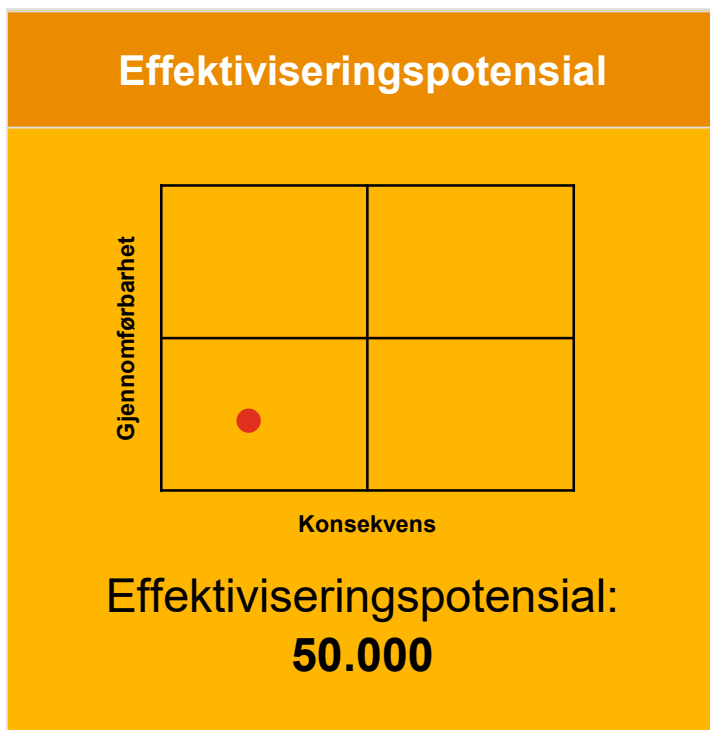 Effektiviseringspotensial
Gjennomførbarhet
Konsekvens
Effektiviseringspotensial:
50.000